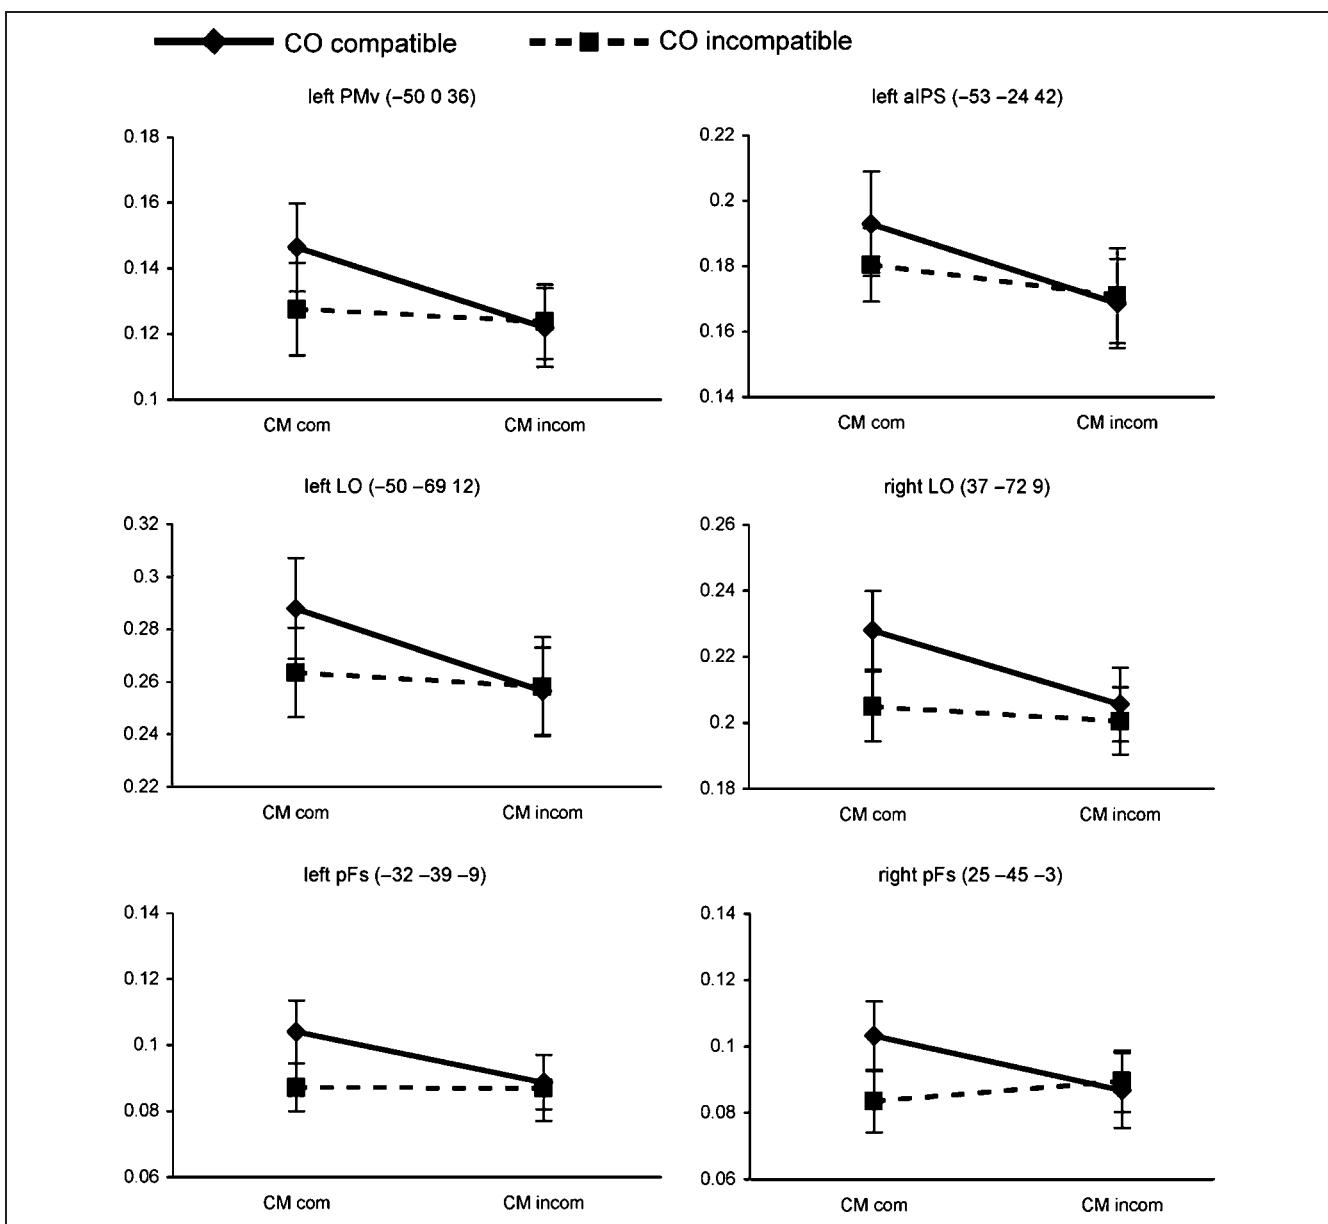 CO compatible CO incompatible
left PMv (−50 0 36)
0.18
0.16
0.14
0.12
0.1
CM com CM incom
left aIPS (−53 −24 42)
0.22
0.2
0.18
0.16
0.14
CM com CM incom
left LO (−50 −69 12)
0.32
0.3
0.28
0.26
0.24
0.22
CM com CM incom
right LO (37 −72 9)
0.26
0.24
0.22
0.2
0.18
CM com CM incom
left pFs (−32 −39 −9)
0.14
0.12
0.1
0.08
0.06
CM com CM incom
right pFs (25 −45 −3)
0.14
0.12
0.1
0.08
0.06
CM com CM incom